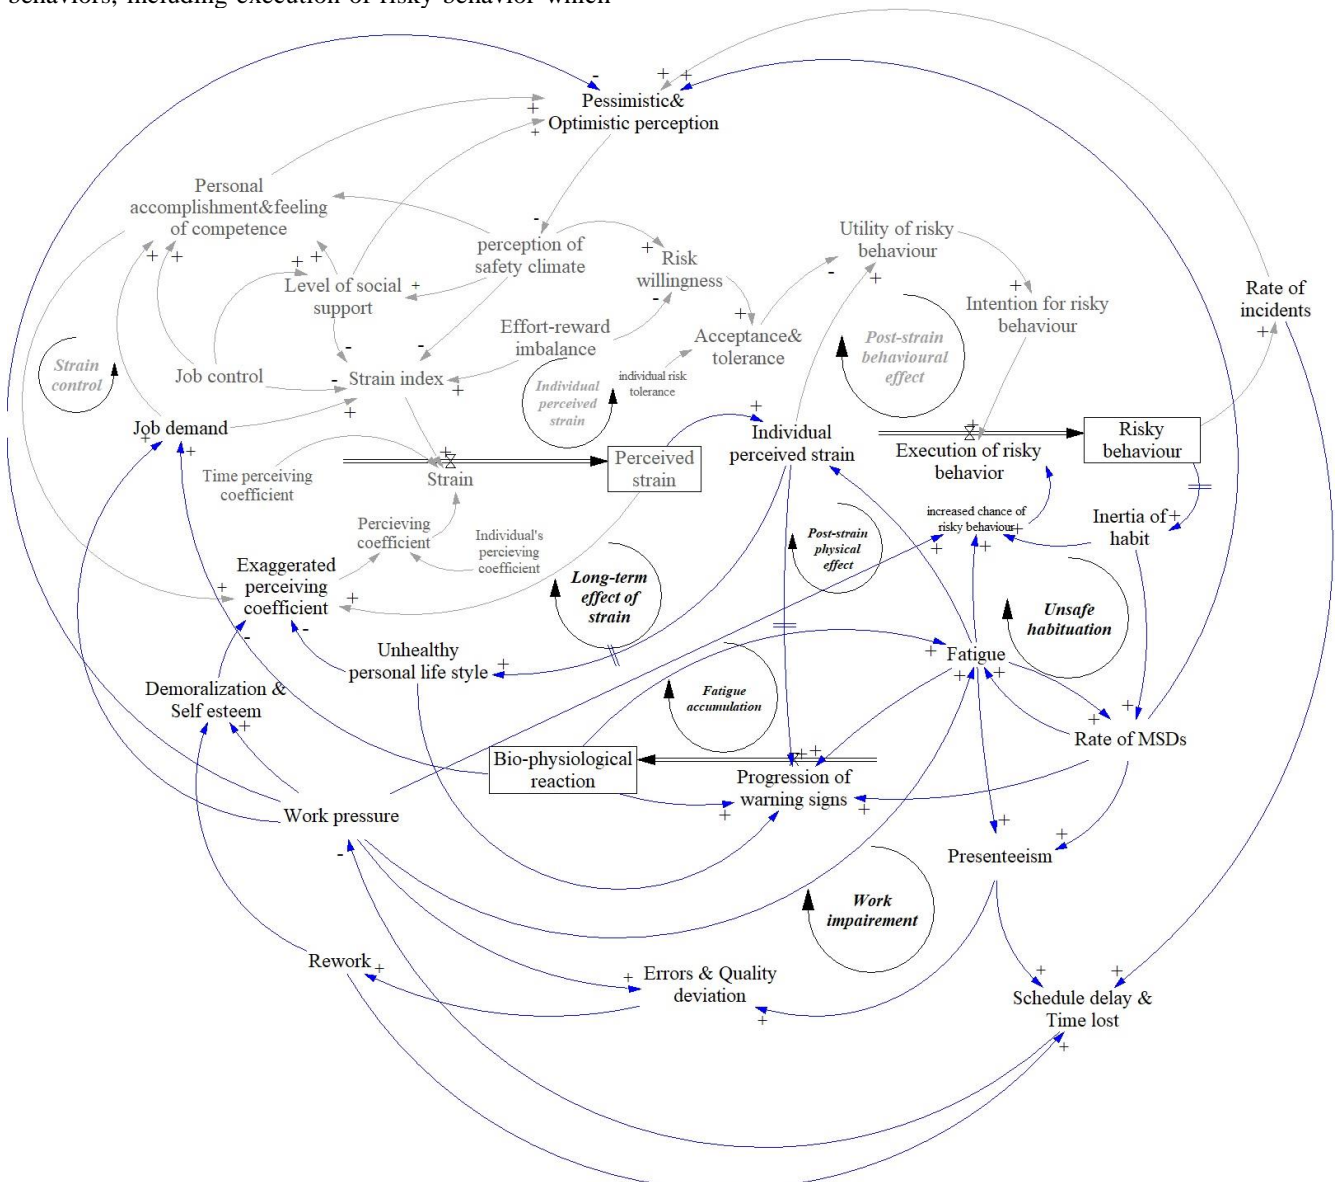 behaviors, including execution of risky behavior which
Pessimistic&
Optimistic perception
Personal
accomplishment&feeling
of competence
perception of
safety climate
Utility of risky
behaviour
Risk
willingness
Level of social
support
Intention for risky
behaviour
Rate of
incidents
Effort-reward
imbalance
Acceptance&
tolerance
Post-strain
behavioural
effect
Strain
control
Job control
Strain index
Individual
perceived
strain
individual risk
tolerance
Job demand
Individual
perceived strain
Execution of risky
behavior
Risky
behaviour
Time perceiving
coefficient
Strain
Perceived
strain
Percieving
coefficient
Individual's
percieving
coefficient
increased chance of
risky behaviour
Inertia of
habit
Post-strain
physical
effect
Exaggerated
perceiving
coefficient
Long-term
effect of
strain
Unsafe
habituation
Unhealthy
personal life style
Fatigue
Demoralization &
Self esteem
Fatigue
accumulation
Rate of MSDs
Bio-physiological
reaction
Progression of
warning signs
Work pressure
Presenteeism
Work
impairement
Rework
Errors & Quality
deviation
Schedule delay &
Time lost